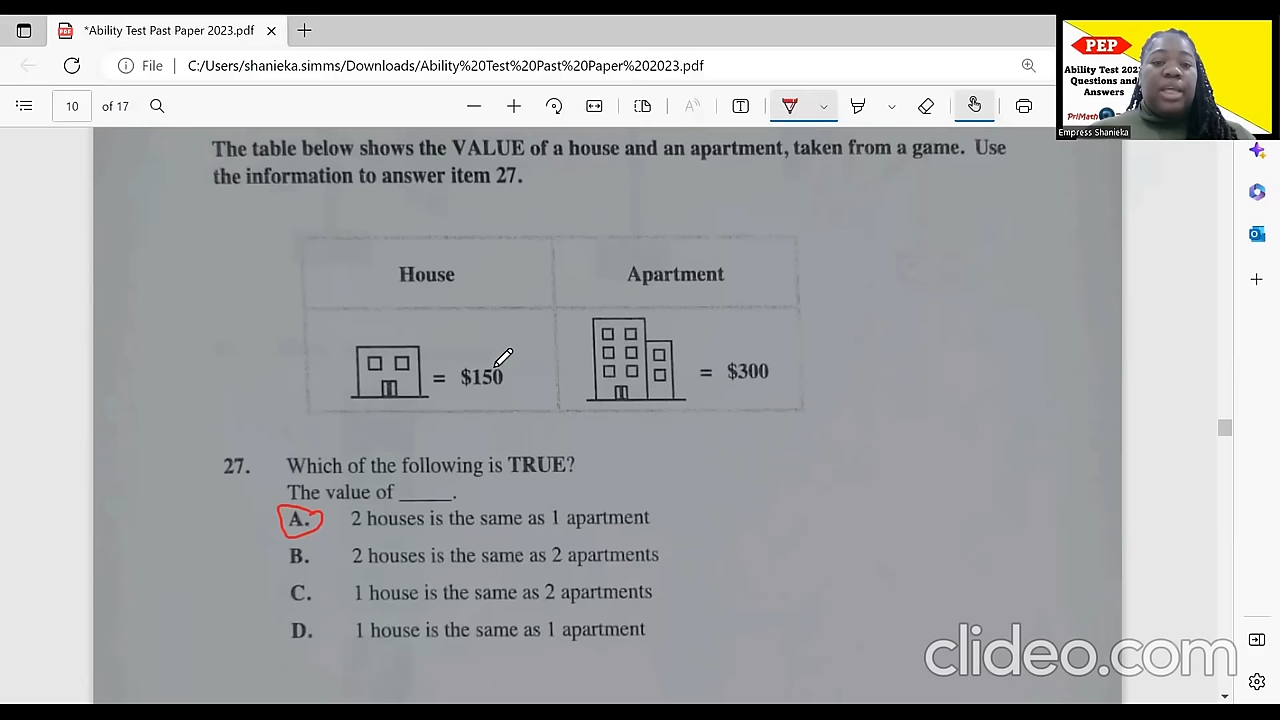 *Ability Test Past Paper 2023.pdf
File C:/Users/shanieka.simms/Downloads/Ability%20Test%20Past%20Paper%202023.pdf
10 of 17
PEP
Ability Test 202
Questions and
Answers
PriMath
Empress Shanieka
The table below shows the VALUE of a house and an apartment, taken from a game. Use
the information to answer item 27.
House Apartment
= $150 = $300
27. Which of the following is TRUE?
The value of _____.
A. 2 houses is the same as 1 apartment
B. 2 houses is the same as 2 apartments
C. 1 house is the same as 2 apartments
D. 1 house is the same as 1 apartment
clideo.com